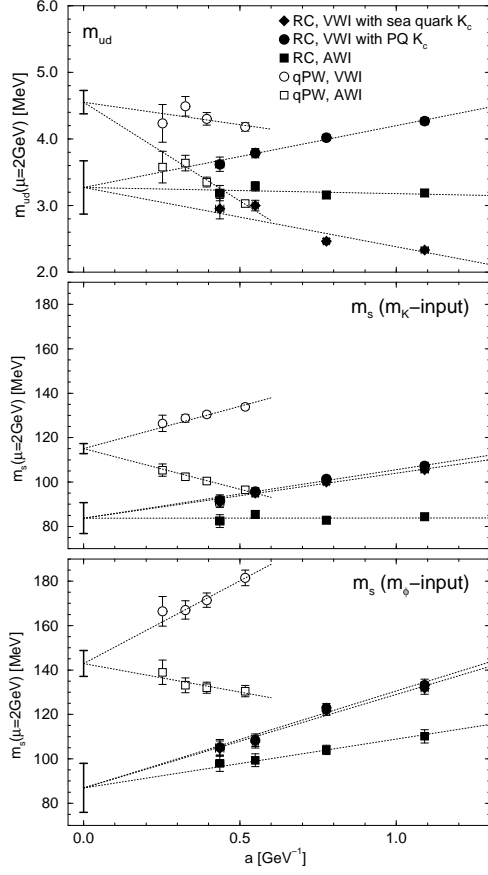 m_ud
RC, VWI with sea quark K_c
RC, VWI with PQ K_c
RC, AWI
qPW, VWI
qPW, AWI
m_ud(μ=2GeV) [MeV]
6.0
5.0
4.0
3.0
2.0
m_s (m_K−input)
m_s(μ=2GeV) [MeV]
180
160
140
120
100
80
m_s (m_ϕ−input)
m_s(μ=2GeV) [MeV]
180
160
140
120
100
80
0.0
0.5
1.0
a [GeV⁻¹]